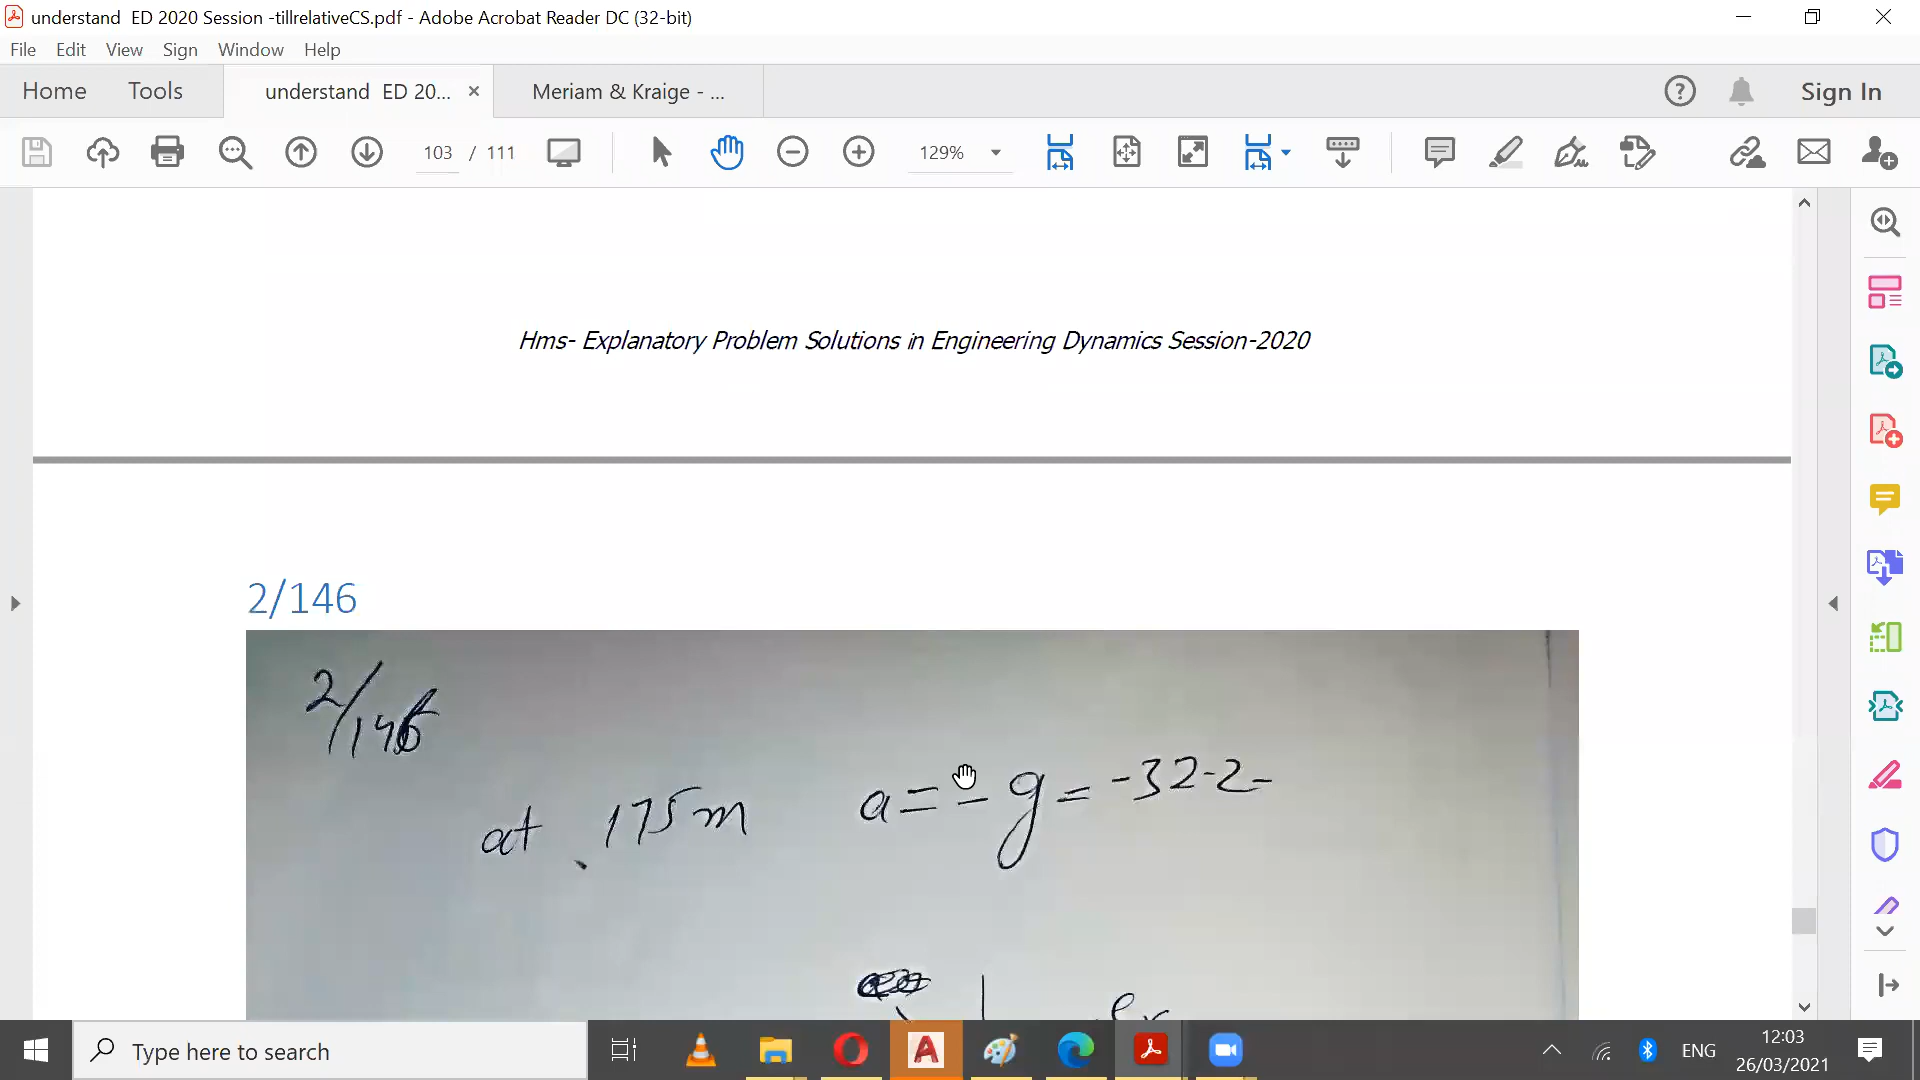 understand ED 2020 Session -tillrelativeCS.pdf - Adobe Acrobat Reader DC (32-bit)
File Edit View Sign Window Help
Home Tools understand ED 20... × Meriam & Kraige - ... Sign In
103 / 111 129%
Hms- Explanatory Problem Solutions in Engineering Dynamics Session-2020
2/146
2/146
at 175m a = - g = -32.2-
Type here to search
ENG
12:03
26/03/2021